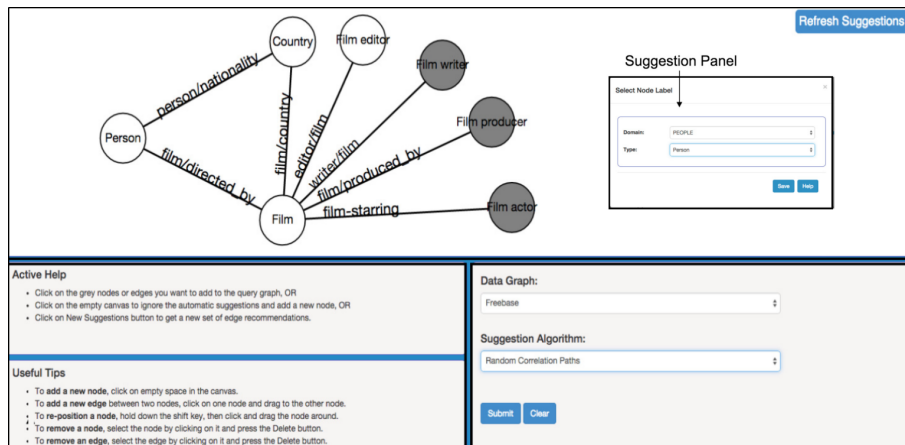 Refresh Suggestions
Country
Film editor
Film writer
Film producer
Film actor
Person
Film
person/nationality
film/directed_by
film/country
editor/film
writer/film
film/produced_by
film-starring
Suggestion Panel
Select Node Label
×
Domain: PEOPLE
Type: Person
Save Help
Active Help
• Click on the grey nodes or edges you want to add to the query graph, OR
• Click on the empty canvas to ignore the automatic suggestions and add a new node, OR
• Click on New Suggestions button to get a new set of edge recommendations.
Useful Tips
• To add a new node, click on empty space in the canvas.
• To add a new edge between two nodes, click on one node and drag to the other node.
• To re-position a node, hold down the shift key, then click and drag the node around.
• To remove a node, select the node by clicking on it and press the Delete button.
• To remove an edge, select the edge by clicking on it and press the Delete button.
Data Graph:
Freebase
Suggestion Algorithm:
Random Correlation Paths
Submit Clear